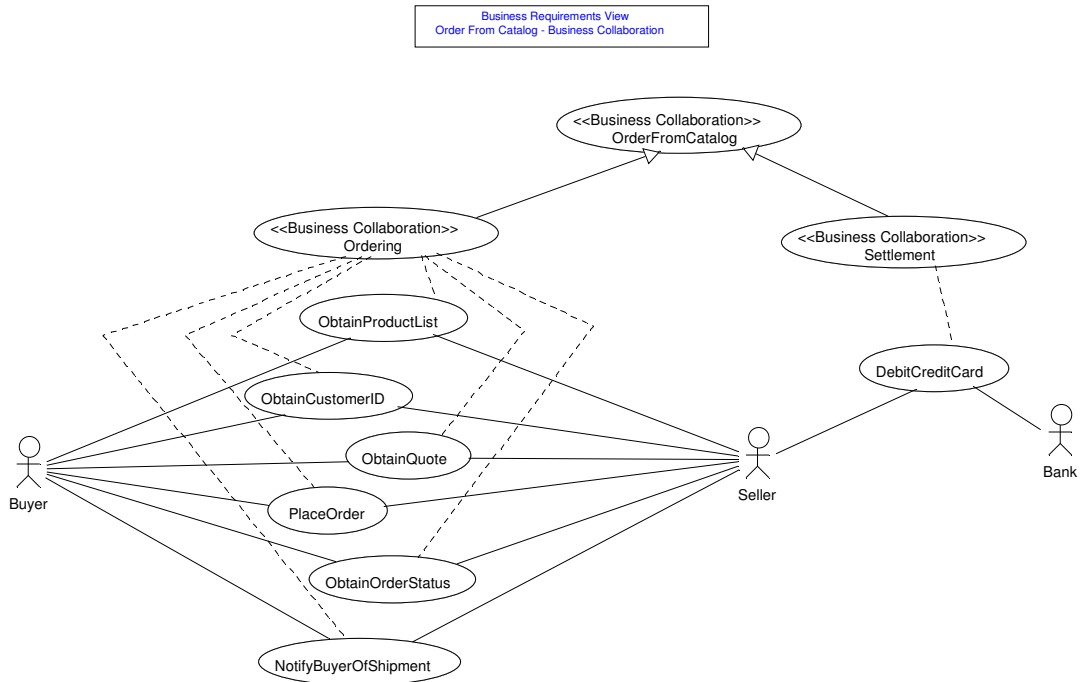 Business Requirements View
Order From Catalog - Business Collaboration
<<Business Collaboration>>
OrderFromCatalog
<<Business Collaboration>>
Ordering
<<Business Collaboration>>
Settlement
ObtainProductList
DebitCreditCard
ObtainCustomerID
ObtainQuote
Buyer
Seller
Bank
PlaceOrder
ObtainOrderStatus
NotifyBuyerOfShipment